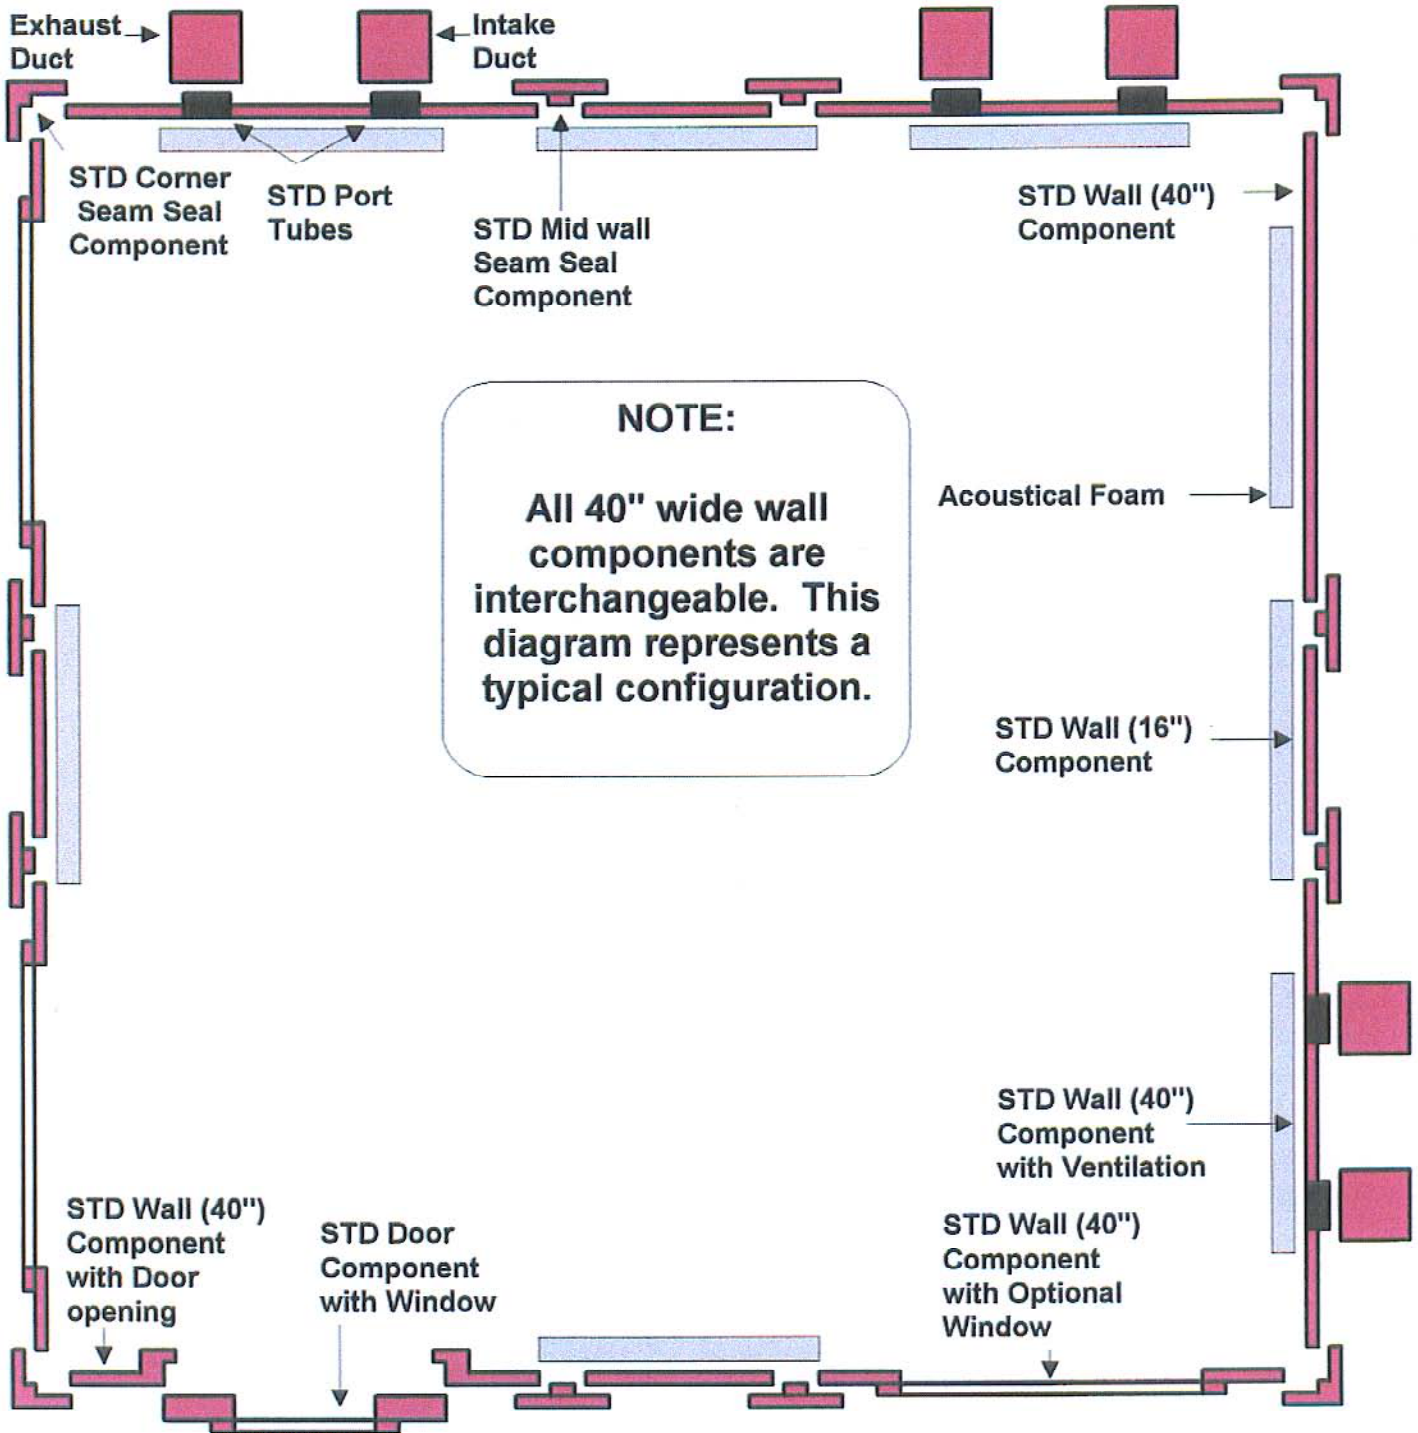 Exhaust
Duct
Intake
Duct
STD Corner
Seam Seal
Component
STD Port
Tubes
STD Mid wall
Seam Seal
Component
STD Wall (40")
Component
NOTE:
All 40" wide wall
components are
interchangeable. This
diagram represents a
typical configuration.
Acoustical Foam
STD Wall (16")
Component
STD Wall (40")
Component
with Ventilation
STD Wall (40")
Component
with Door
opening
STD Door
Component
with Window
STD Wall (40")
Component
with Optional
Window